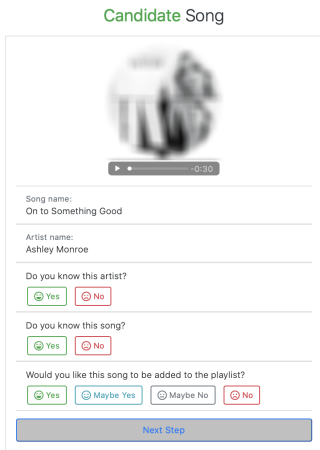 Candidate Song
-0:30
Song name:
On to Something Good
Artist name:
Ashley Monroe
Do you know this artist?
Yes No
Do you know this song?
Yes No
Would you like this song to be added to the playlist?
Yes Maybe Yes Maybe No No
Next Step